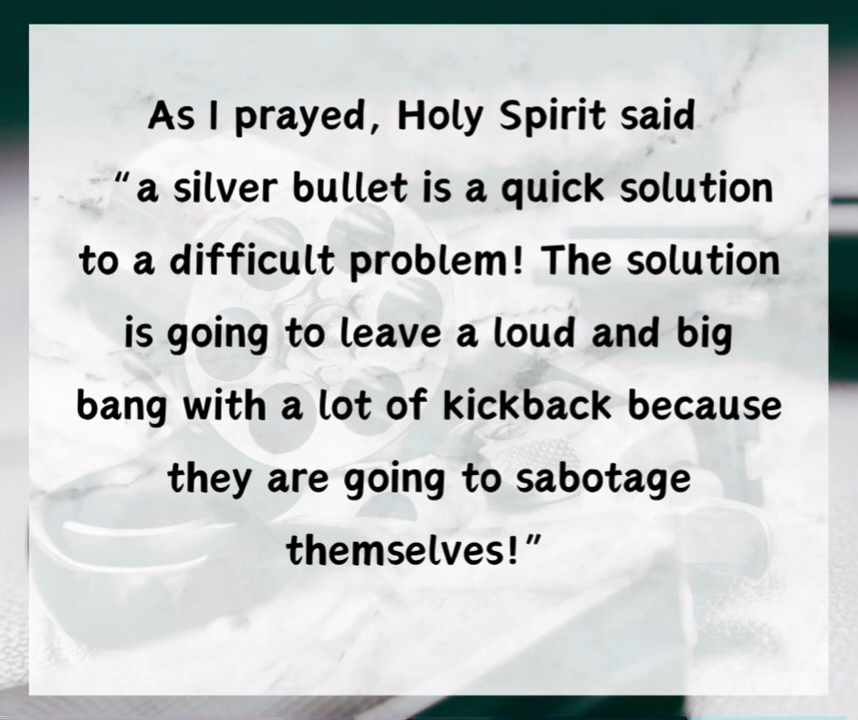 As I prayed, Holy Spirit said
“a silver bullet is a quick solution
to a difficult problem! The solution
is going to leave a loud and big
bang with a lot of kickback because
they are going to sabotage
themselves!”